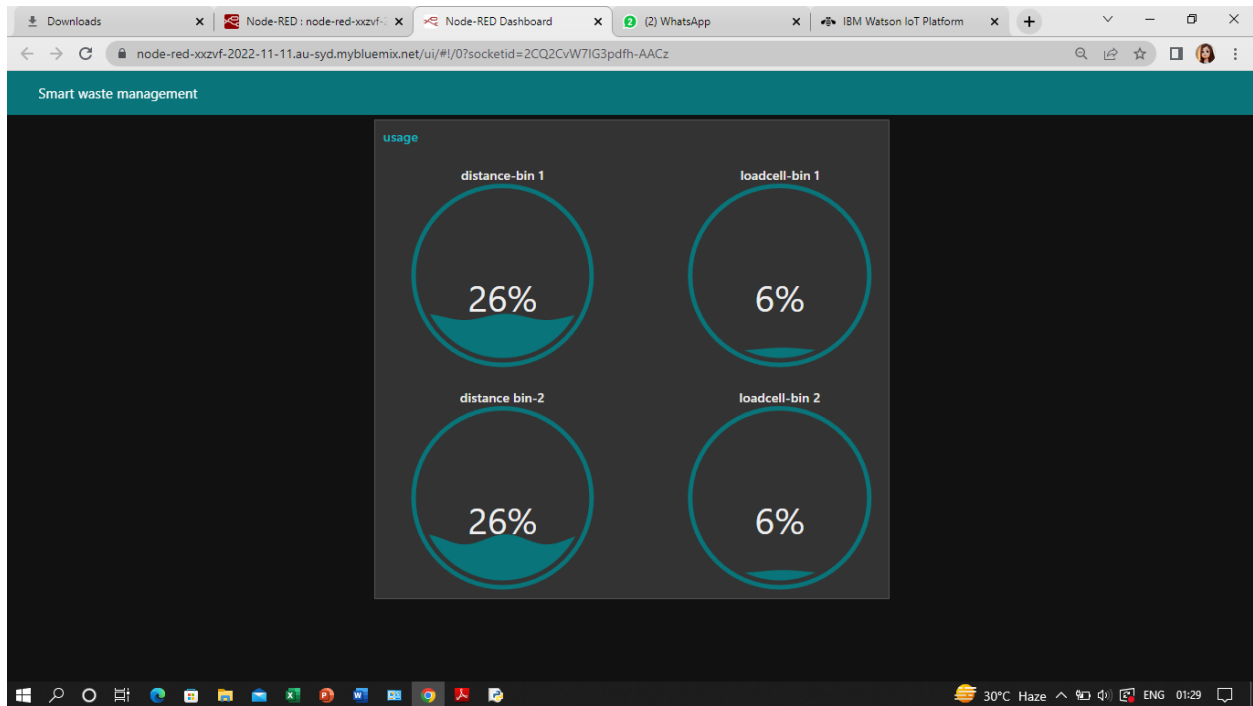 Downloads
Node-RED : node-red-xxzvf-2
Node-RED Dashboard
2 (2) WhatsApp
IBM Watson IoT Platform
node-red-xxzvf-2022-11-11.au-syd.mybluemix.net/ui/#!/0?socketid=2CQ2CvW7IG3pdfh-AACz
Smart waste management
usage
distance-bin 1
loadcell-bin 1
26%
6%
distance bin-2
loadcell-bin 2
26%
6%
30°C Haze ENG 01:29